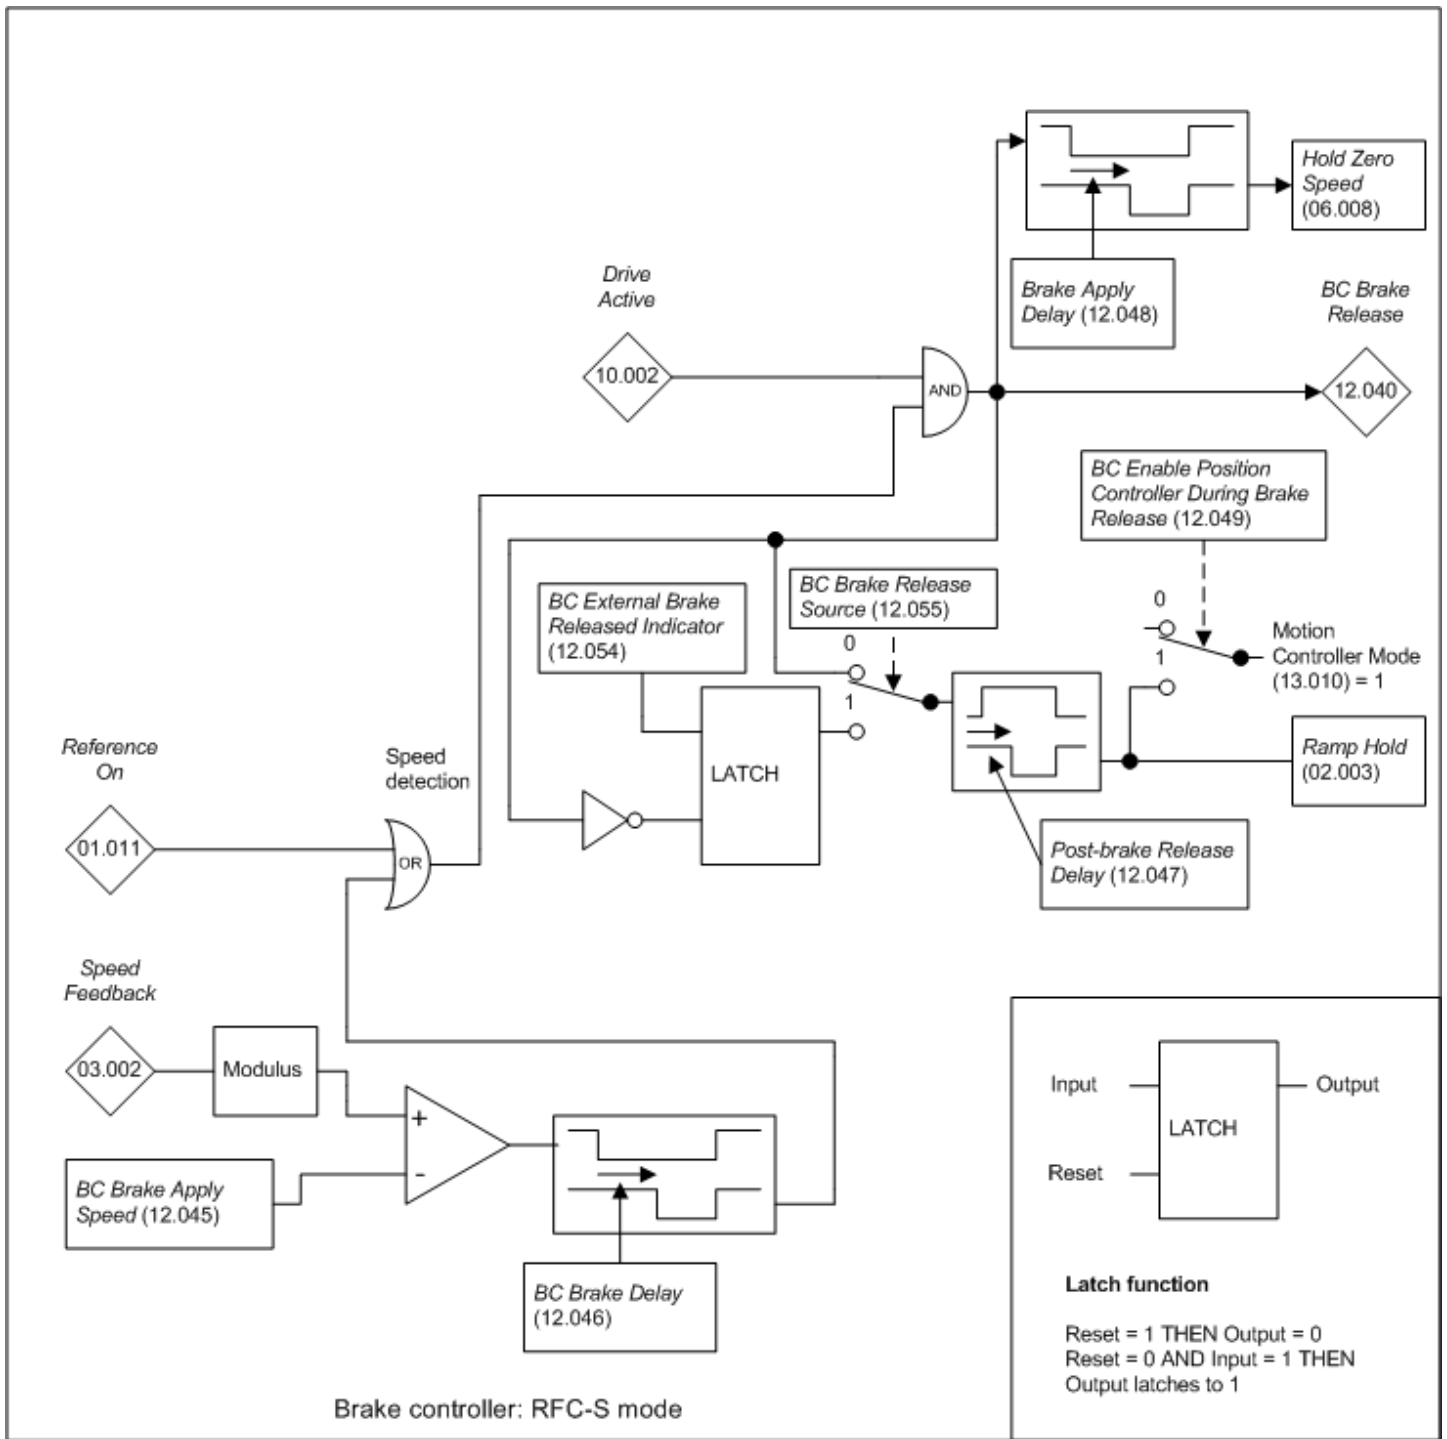 Hold Zero
Speed
(06.008)
Brake Apply
Delay (12.048)
Drive
Active
10.002
AND
BC Brake
Release
12.040
BC Enable Position
Controller During Brake
Release (12.049)
BC External Brake
Released Indicator
(12.054)
BC Brake Release
Source (12.055)
0
1
0
1
Motion
Controller Mode
(13.010) = 1
LATCH
Ramp Hold
(02.003)
Post-brake Release
Delay (12.047)
Reference
On
01.011
Speed
detection
OR
Speed
Feedback
03.002
Modulus
+
-
BC Brake Apply
Speed (12.045)
BC Brake Delay
(12.046)
Brake controller: RFC-S mode
Input
Output
LATCH
Reset
Latch function
Reset = 1 THEN Output = 0
Reset = 0 AND Input = 1 THEN
Output latches to 1